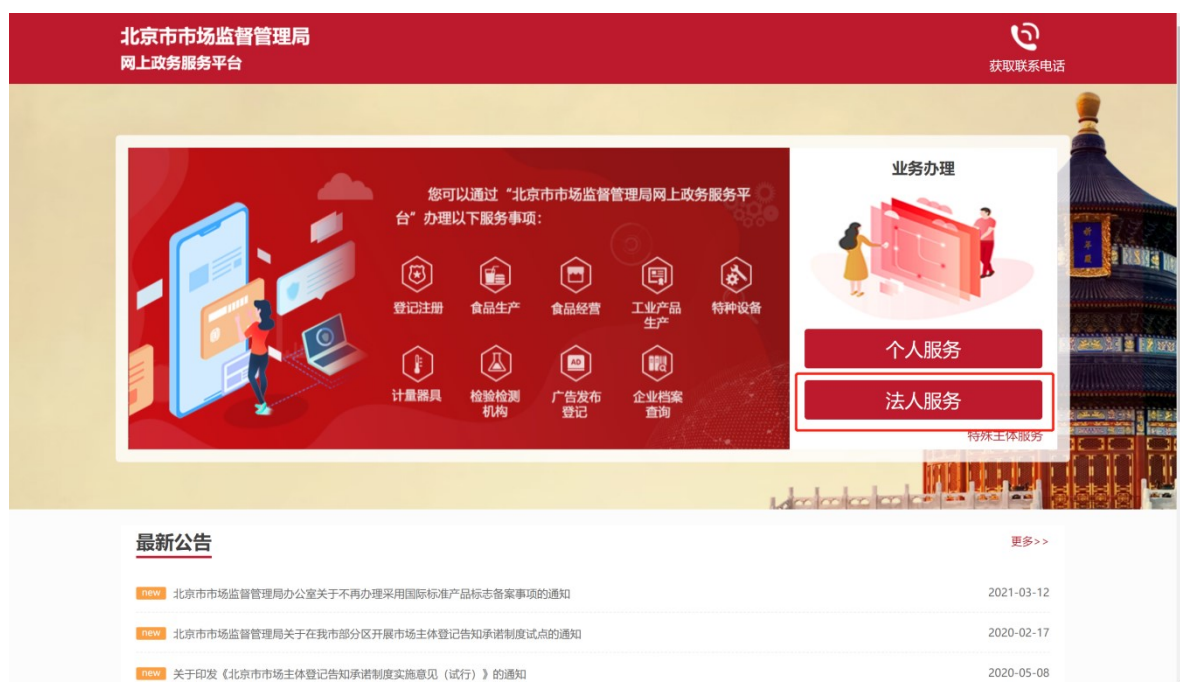 北京市市场监督管理局
网上政务服务平台
获取联系电话
您可以通过“北京市市场监督管理局网上政务服务平
台”办理以下服务事项：
登记注册
食品生产
食品经营
工业产品
生产
特种设备
计量器具
检验检测
机构
AD
广告发布
登记
企业档案
查询
业务办理
个人服务
法人服务
特殊主体服务
最新公告
更多>>
new 北京市市场监督管理局办公室关于不再办理采用国际标准产品标志备案事项的通知 2021-03-12
new 北京市市场监督管理局关于在我市部分区开展市场主体登记告知承诺制度试点的通知 2020-02-17
new 关于印发《北京市市场主体登记告知承诺制度实施意见（试行）》的通知 2020-05-08